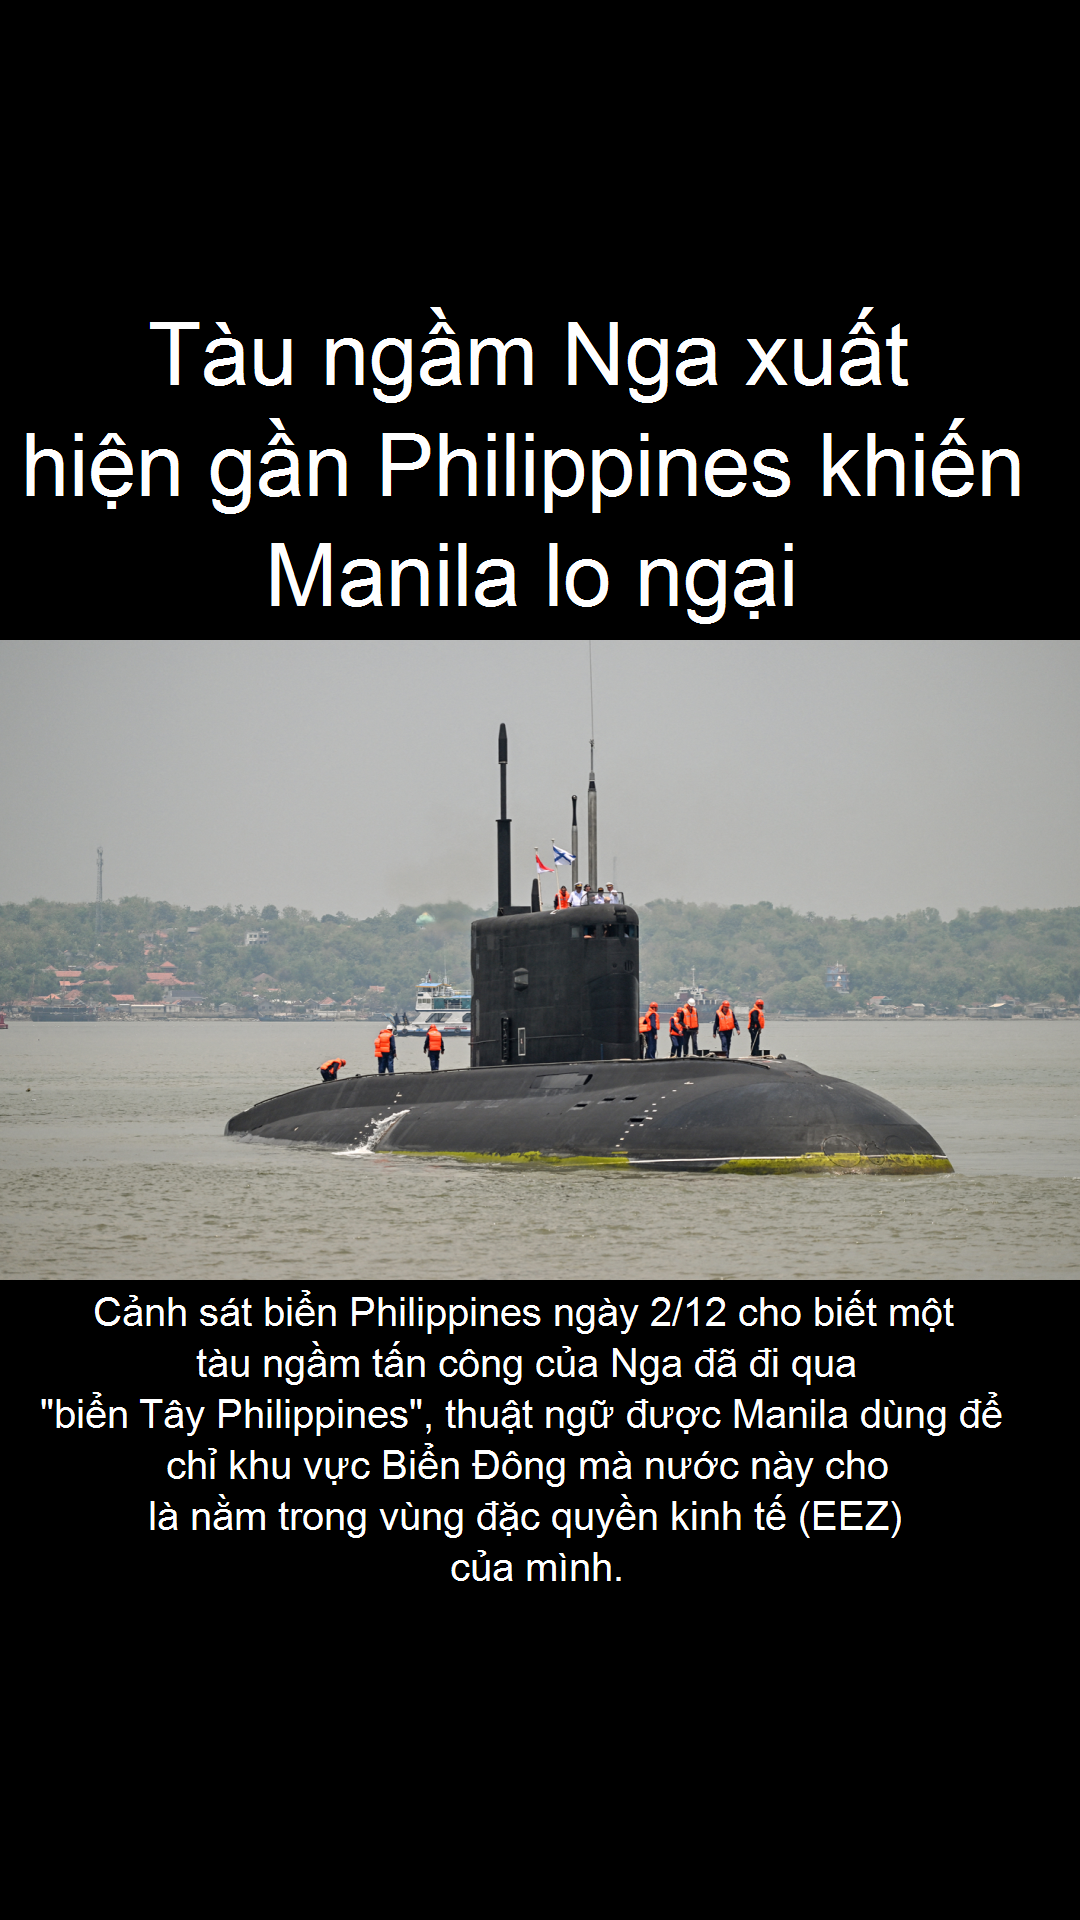 Tàu ngầm Nga xuất
hiện gần Philippines khiến
Manila lo ngại
Cảnh sát biển Philippines ngày 2/12 cho biết một
tàu ngầm tấn công của Nga đã đi qua
"biển Tây Philippines", thuật ngữ được Manila dùng để
chỉ khu vực Biển Đông mà nước này cho
là nằm trong vùng đặc quyền kinh tế (EEZ)
của mình.